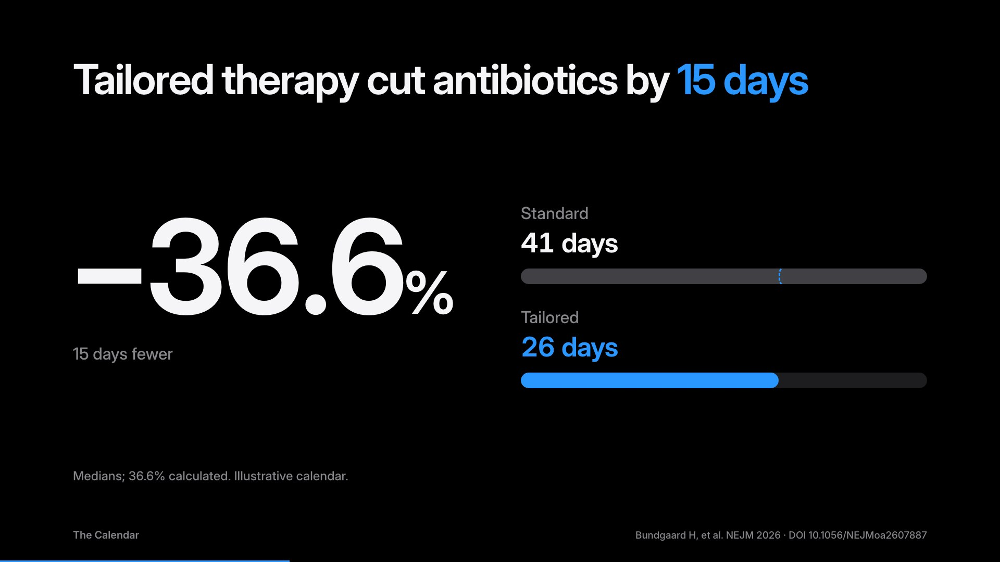 Tailored therapy cut antibiotics by 15 days
–36.6%
15 days fewer
Standard
41 days
Tailored
26 days
Medians; 36.6% calculated. Illustrative calendar.
The Calendar
Bundgaard H, et al. NEJM 2026 · DOI 10.1056/NEJMoa2607887